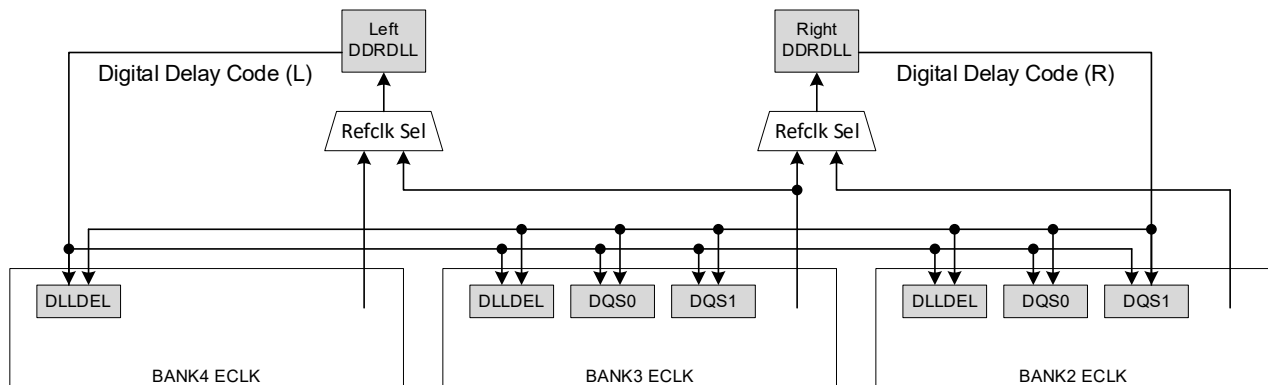 Left
DDRDLL
Right
DDRDLL
Digital Delay Code (L)
Digital Delay Code (R)
Refclk Sel
Refclk Sel
DLLDEL
DLLDEL
DQS0
DQS1
DLLDEL
DQS0
DQS1
BANK4 ECLK
BANK3 ECLK
BANK2 ECLK